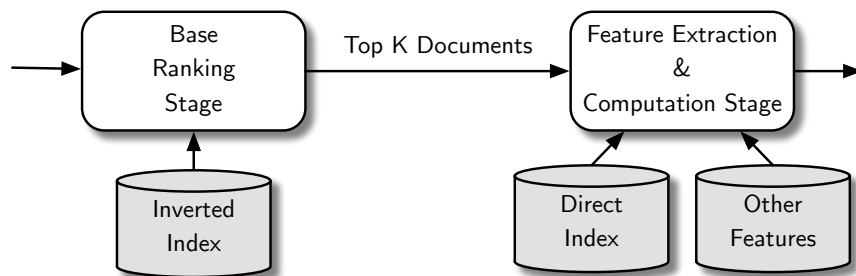 Base
Ranking
Stage
Top K Documents
Feature Extraction
&
Computation Stage
Inverted
Index
Direct
Index
Other
Features